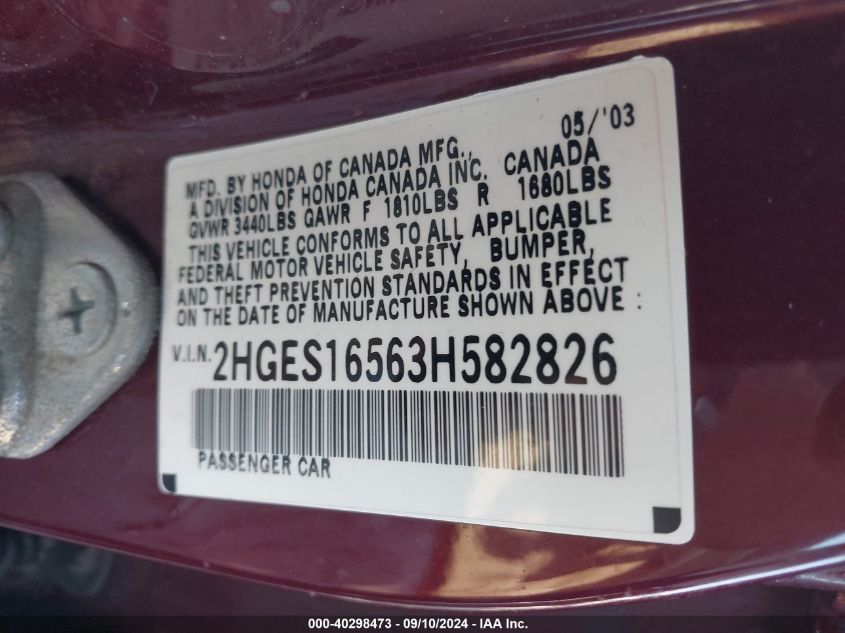 05/'03
MFD. BY HONDA OF CANADA MFG.,
A DIVISION OF HONDA CANADA INC. CANADA
GVWR 3440LBS GAWR F 1810LBS R 1680LBS
THIS VEHICLE CONFORMS TO ALL APPLICABLE
FEDERAL MOTOR VEHICLE SAFETY, BUMPER,
AND THEFT PREVENTION STANDARDS IN EFFECT
ON THE DATE OF MANUFACTURE SHOWN ABOVE :
V.I.N. 2HGES16563H582826
PASSENGER CAR
000-40298473 - 09/10/2024 - IAA Inc.